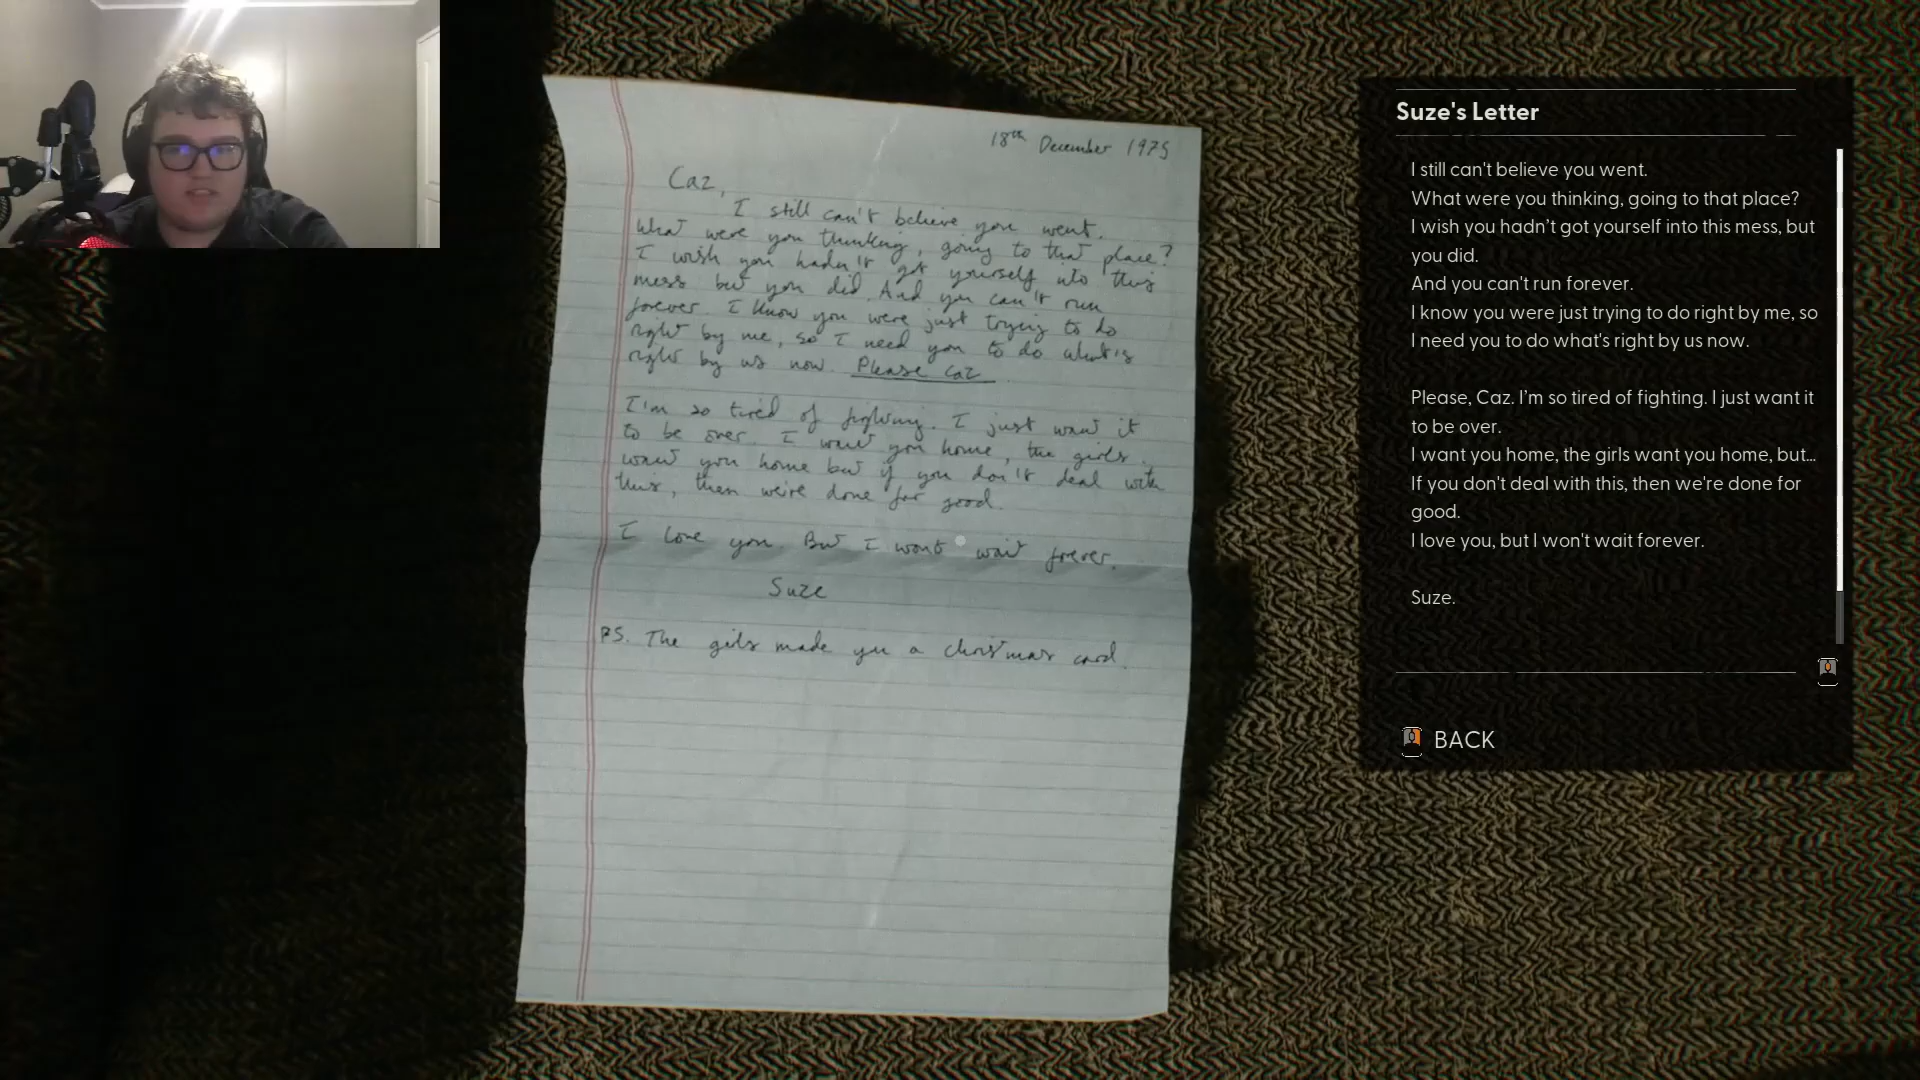 18th December 1975
Caz,
I still can't believe you went.
What were you thinking, going to that place?
I wish you hadn't got yourself into this
mess but you did. And you can't run
forever. I know you were just trying to do
right by me, so I need you to do what's
right by us now. Please Caz
I'm so tired of fighting. I just want it
to be over. I want you home, the girls
want you home but if you don't deal with
this, then we're done for good.
I love you. But I wont wait forever.
Suze
PS. The girls made you a christmas card.
Suze's Letter
I still can't believe you went.
What were you thinking, going to that place?
I wish you hadn’t got yourself into this mess, but
you did.
And you can't run forever.
I know you were just trying to do right by me, so
I need you to do what's right by us now.
Please, Caz. I’m so tired of fighting. I just want it
to be over.
I want you home, the girls want you home, but...
If you don't deal with this, then we're done for
good.
I love you, but I won't wait forever.
Suze.
BACK